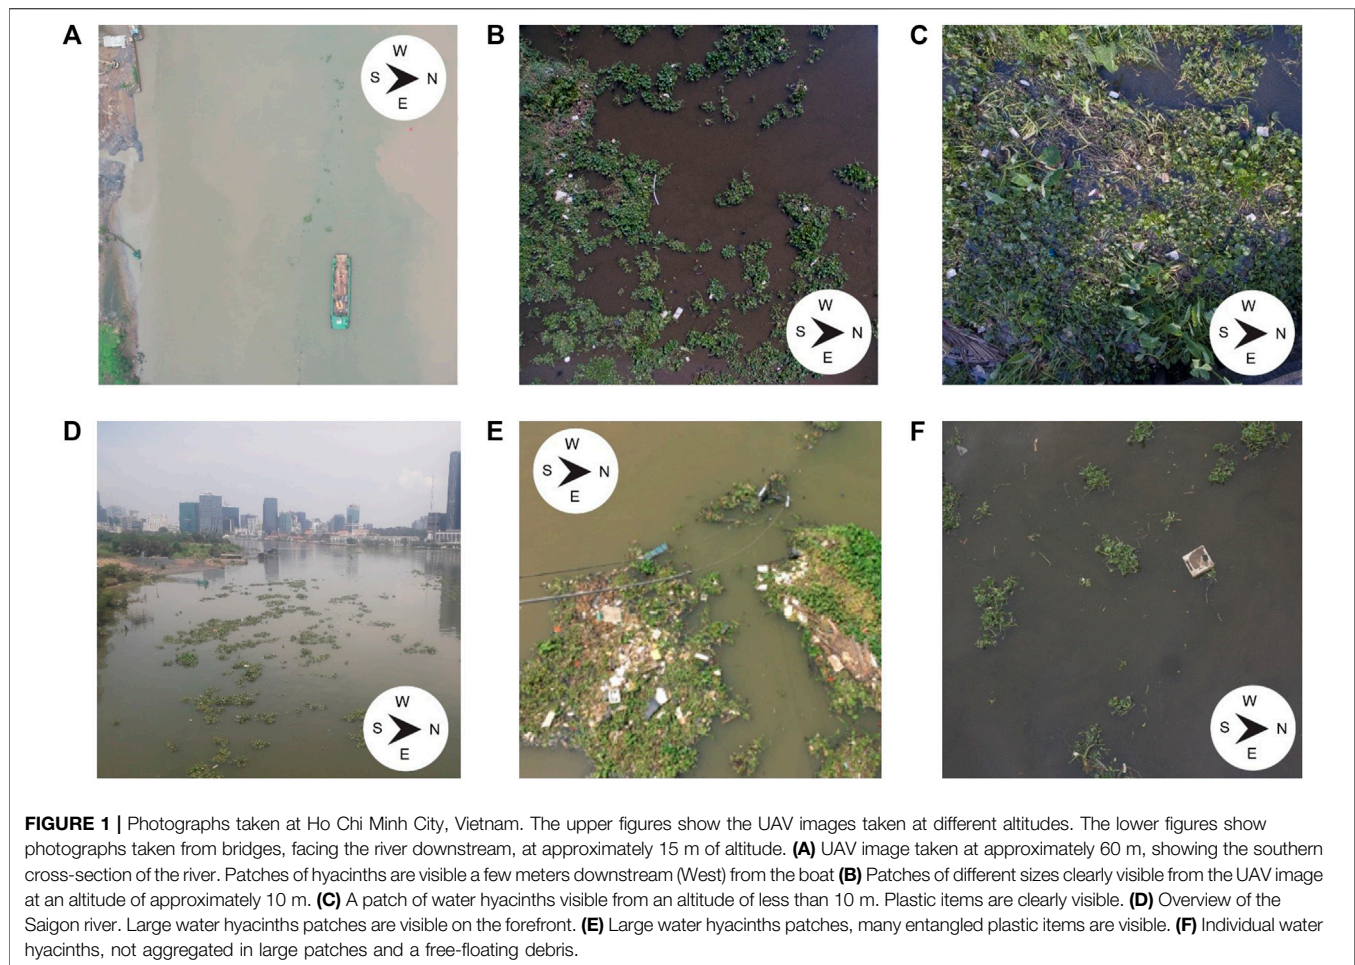 A
W
S
N
E
B
W
S
N
E
C
W
S
N
E
D
W
S
N
E
E
W
S
N
E
F
W
S
N
E
FIGURE 1 | Photographs taken at Ho Chi Minh City, Vietnam. The upper figures show the UAV images taken at different altitudes. The lower figures show
photographs taken from bridges, facing the river downstream, at approximately 15 m of altitude. (A) UAV image taken at approximately 60 m, showing the southern
cross-section of the river. Patches of hyacinths are visible a few meters downstream (West) from the boat (B) Patches of different sizes clearly visible from the UAV image
at an altitude of approximately 10 m. (C) A patch of water hyacinths visible from an altitude of less than 10 m. Plastic items are clearly visible. (D) Overview of the
Saigon river. Large water hyacinths patches are visible on the forefront. (E) Large water hyacinths patches, many entangled plastic items are visible. (F) Individual water
hyacinths, not aggregated in large patches and a free-floating debris.